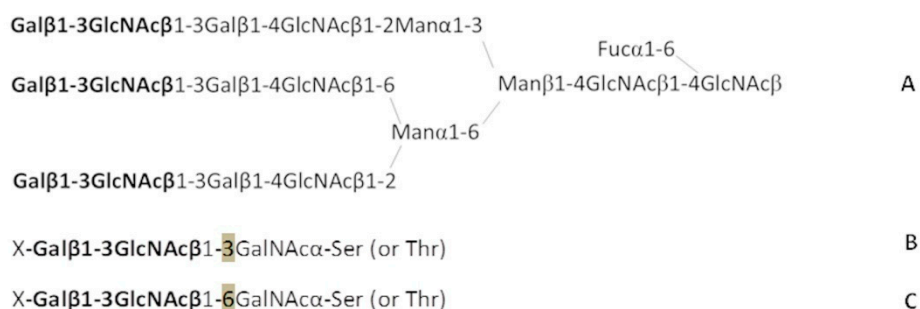 Galβ1-3GlcNAcβ1-3Galβ1-4GlcNAcβ1-2Manα1-3
Fucα1-6
Galβ1-3GlcNAcβ1-3Galβ1-4GlcNAcβ1-6
Manβ1-4GlcNAcβ1-4GlcNAcβ
A
Manα1-6
Galβ1-3GlcNAcβ1-3Galβ1-4GlcNAcβ1-2
X-Galβ1-3GlcNAcβ1-3GalNAcα-Ser (or Thr) B
X-Galβ1-3GlcNAcβ1-6GalNAcα-Ser (or Thr) C